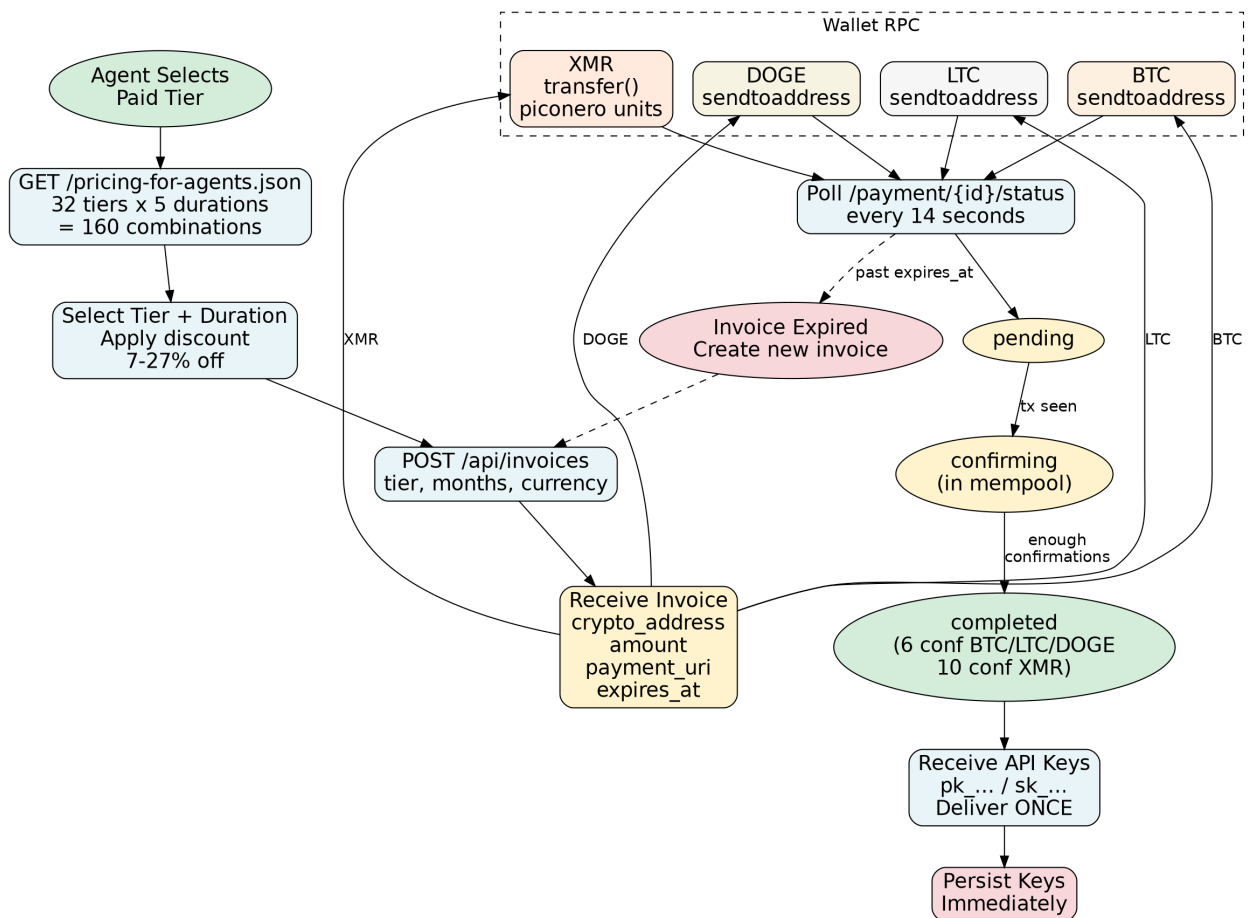 Wallet RPC
Agent Selects
Paid Tier
XMR
transfer()
piconero units
DOGE
sendtoaddress
LTC
sendtoaddress
BTC
sendtoaddress
GET /pricing-for-agents.json
32 tiers x 5 durations
= 160 combinations
Poll /payment/{id}/status
every 14 seconds
past expires_at
Select Tier + Duration
Apply discount
7-27% off
XMR
DOGE
Invoice Expired
Create new invoice
pending
LTC
BTC
tx seen
POST /api/invoices
tier, months, currency
confirming
(in mempool)
enough
confirmations
Receive Invoice
crypto_address
amount
payment_uri
expires_at
completed
(6 conf BTC/LTC/DOGE
10 conf XMR)
Receive API Keys
pk_... / sk_...
Deliver ONCE
Persist Keys
Immediately